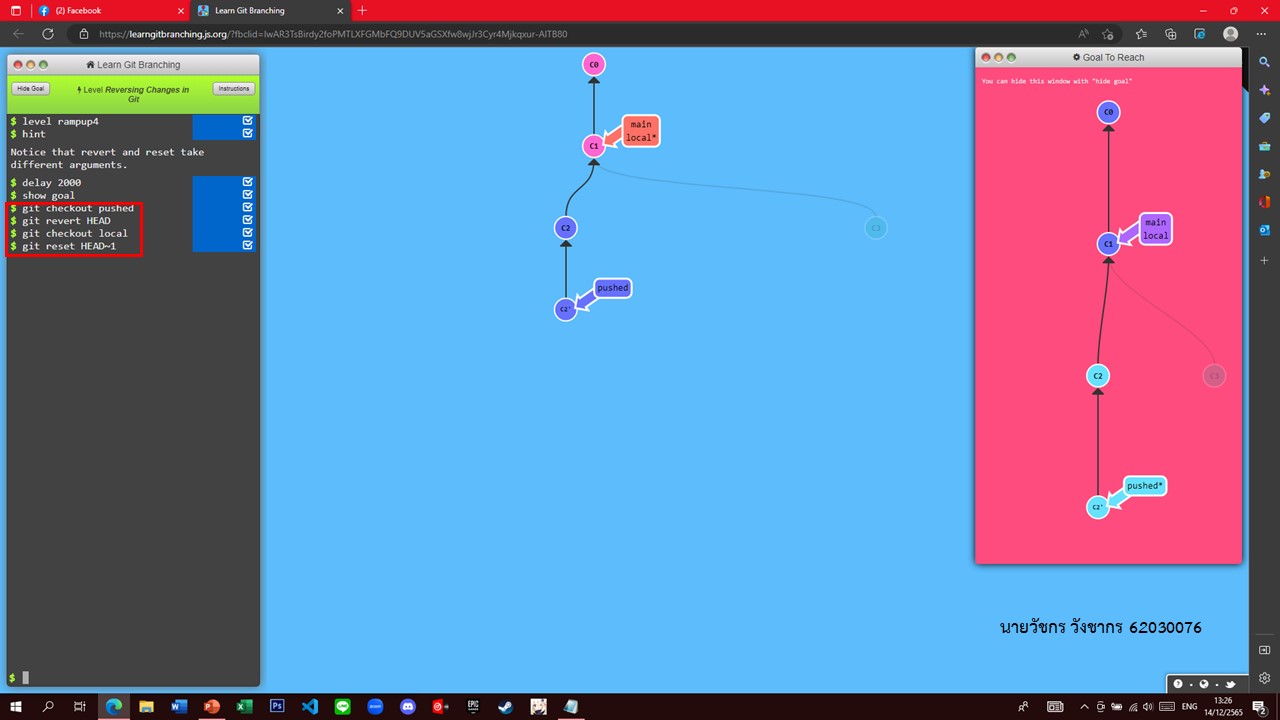 (2) Facebook
Learn Git Branching
https://learngitbranching.js.org/?fbclid=IwAR3Ts8irdy2foPMTLXFGMbFQ9DUV5aGSXfw8wjJr3Cyr4Mjkqxur-AlTB80
Learn Git Branching
Hide Goal
Level Reversing Changes in
Git
Instructions
$ level rampup4
$ hint
Notice that revert and reset take
different arguments.
$ delay 2000
$ show goal
$ git checkout pushed
$ git revert HEAD
$ git checkout local
$ git reset HEAD~1
$
C0
main
local*
C1
C2
C3
pushed
C2'
Goal To Reach
You can hide this window with "hide goal"
C0
main
local
C1
C2
C3
pushed*
C2'
นายวัชกร วังชากร 62030076
13:26
ENG
14/12/2565
2